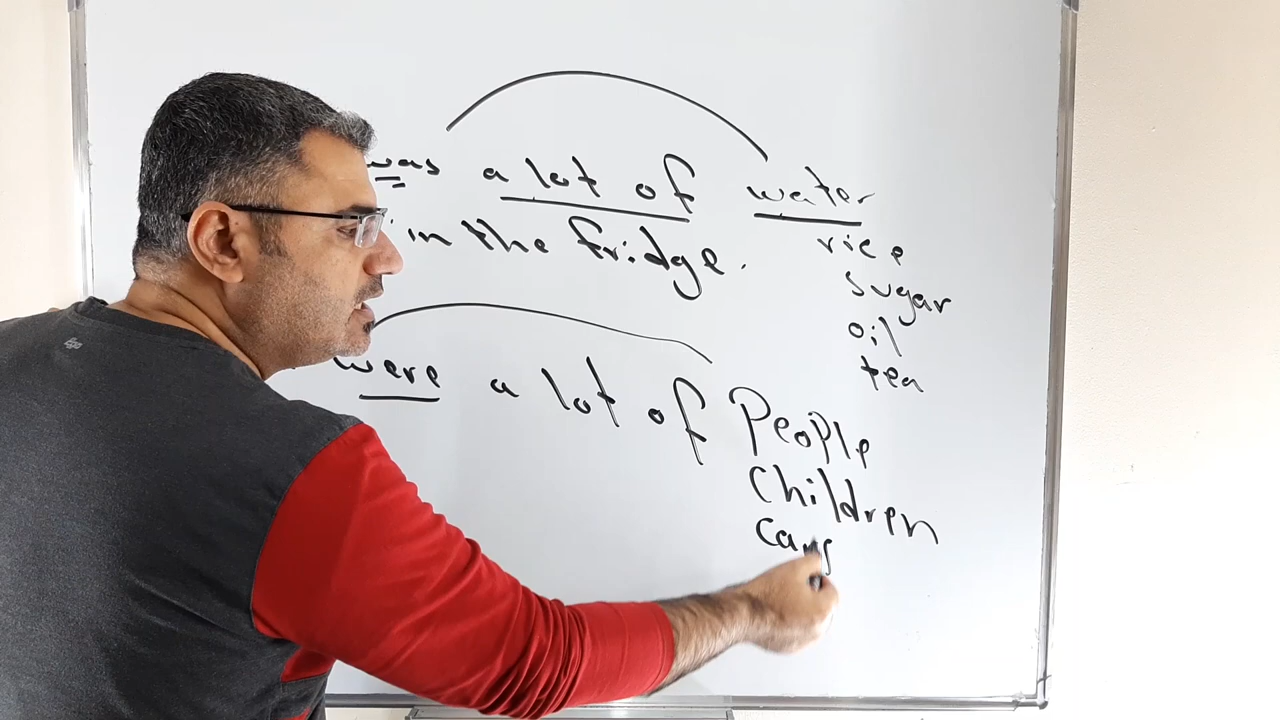 was a lot of water
in the fridge.
rice
sugar
oil
tea
were a lot of People
Children
Cars